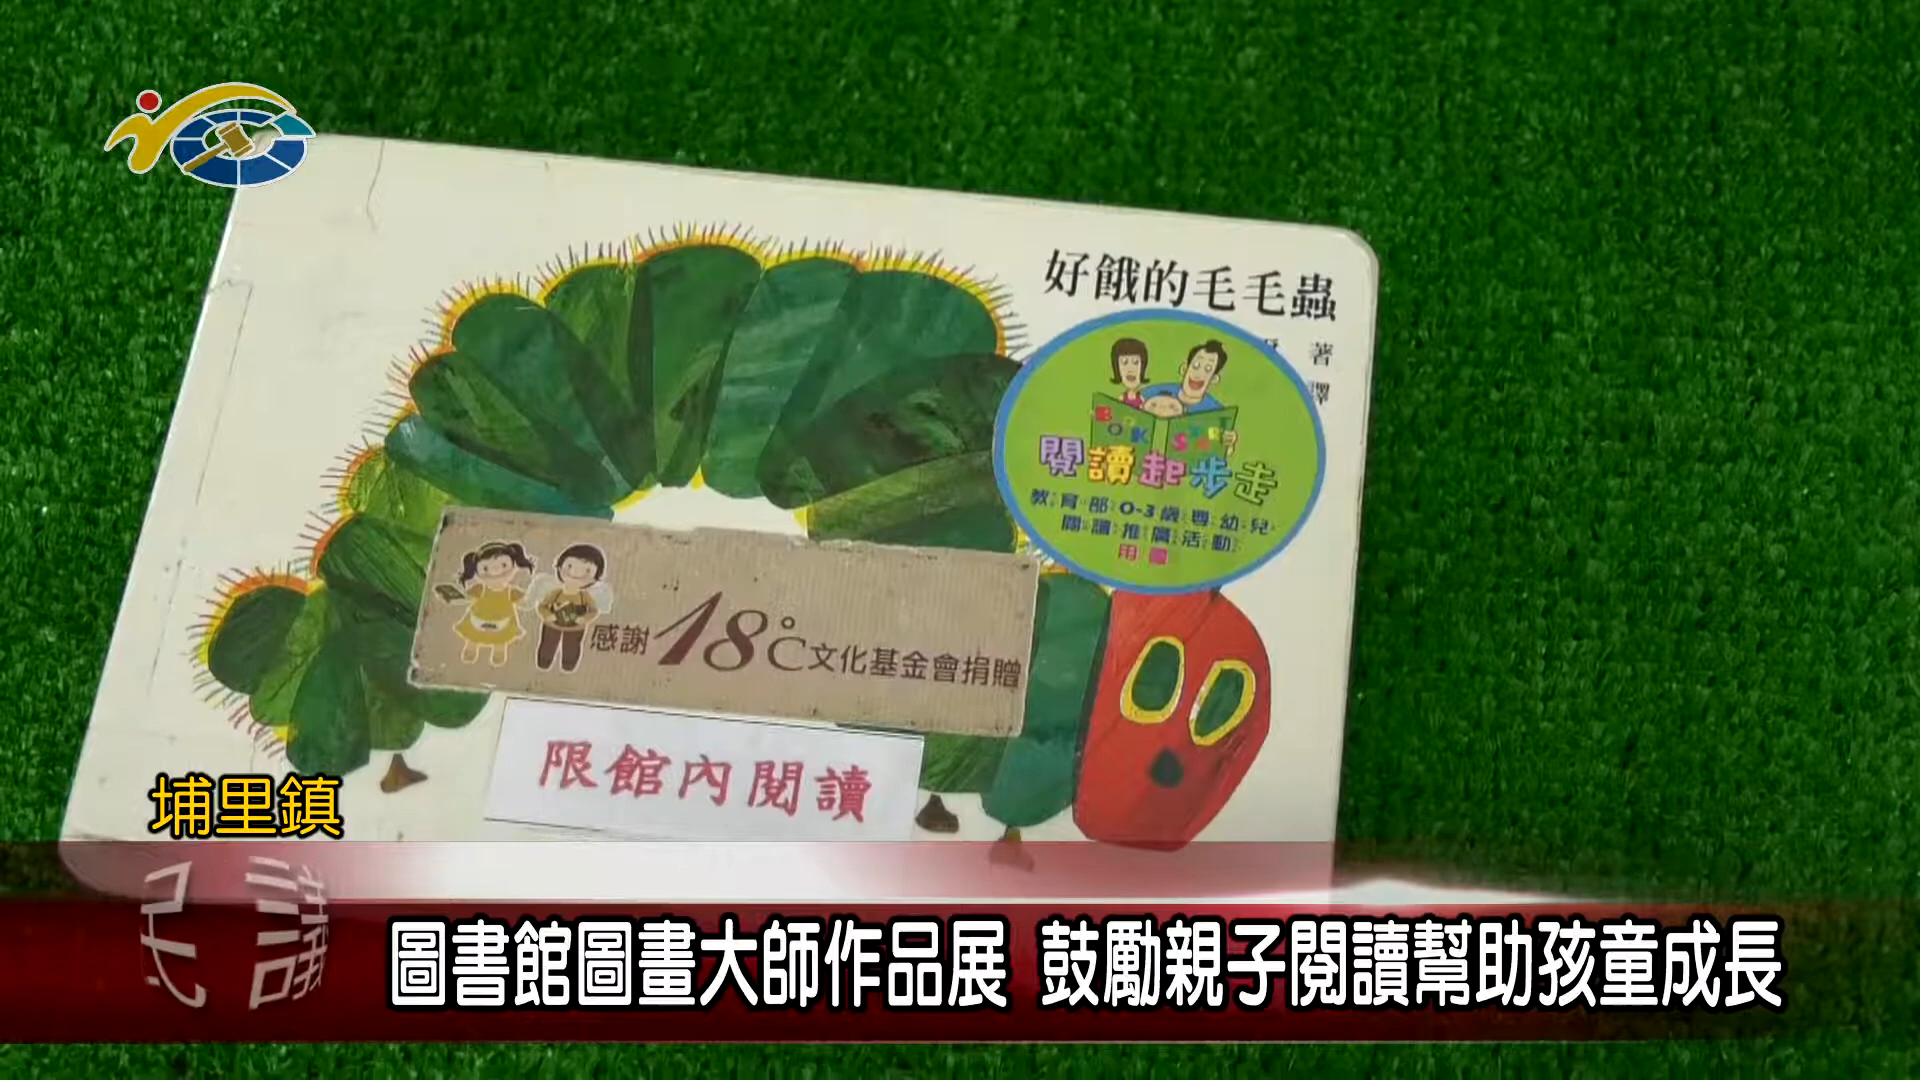 好餓的毛毛蟲
著
譯
BOOK START
閱讀起步走
教育部0-3歲嬰幼兒
閱讀推廣活動
用書
感謝18°C文化基金會捐贈
限館內閱讀
埔里鎮
圖書館圖畫大師作品展 鼓勵親子閱讀幫助孩童成長